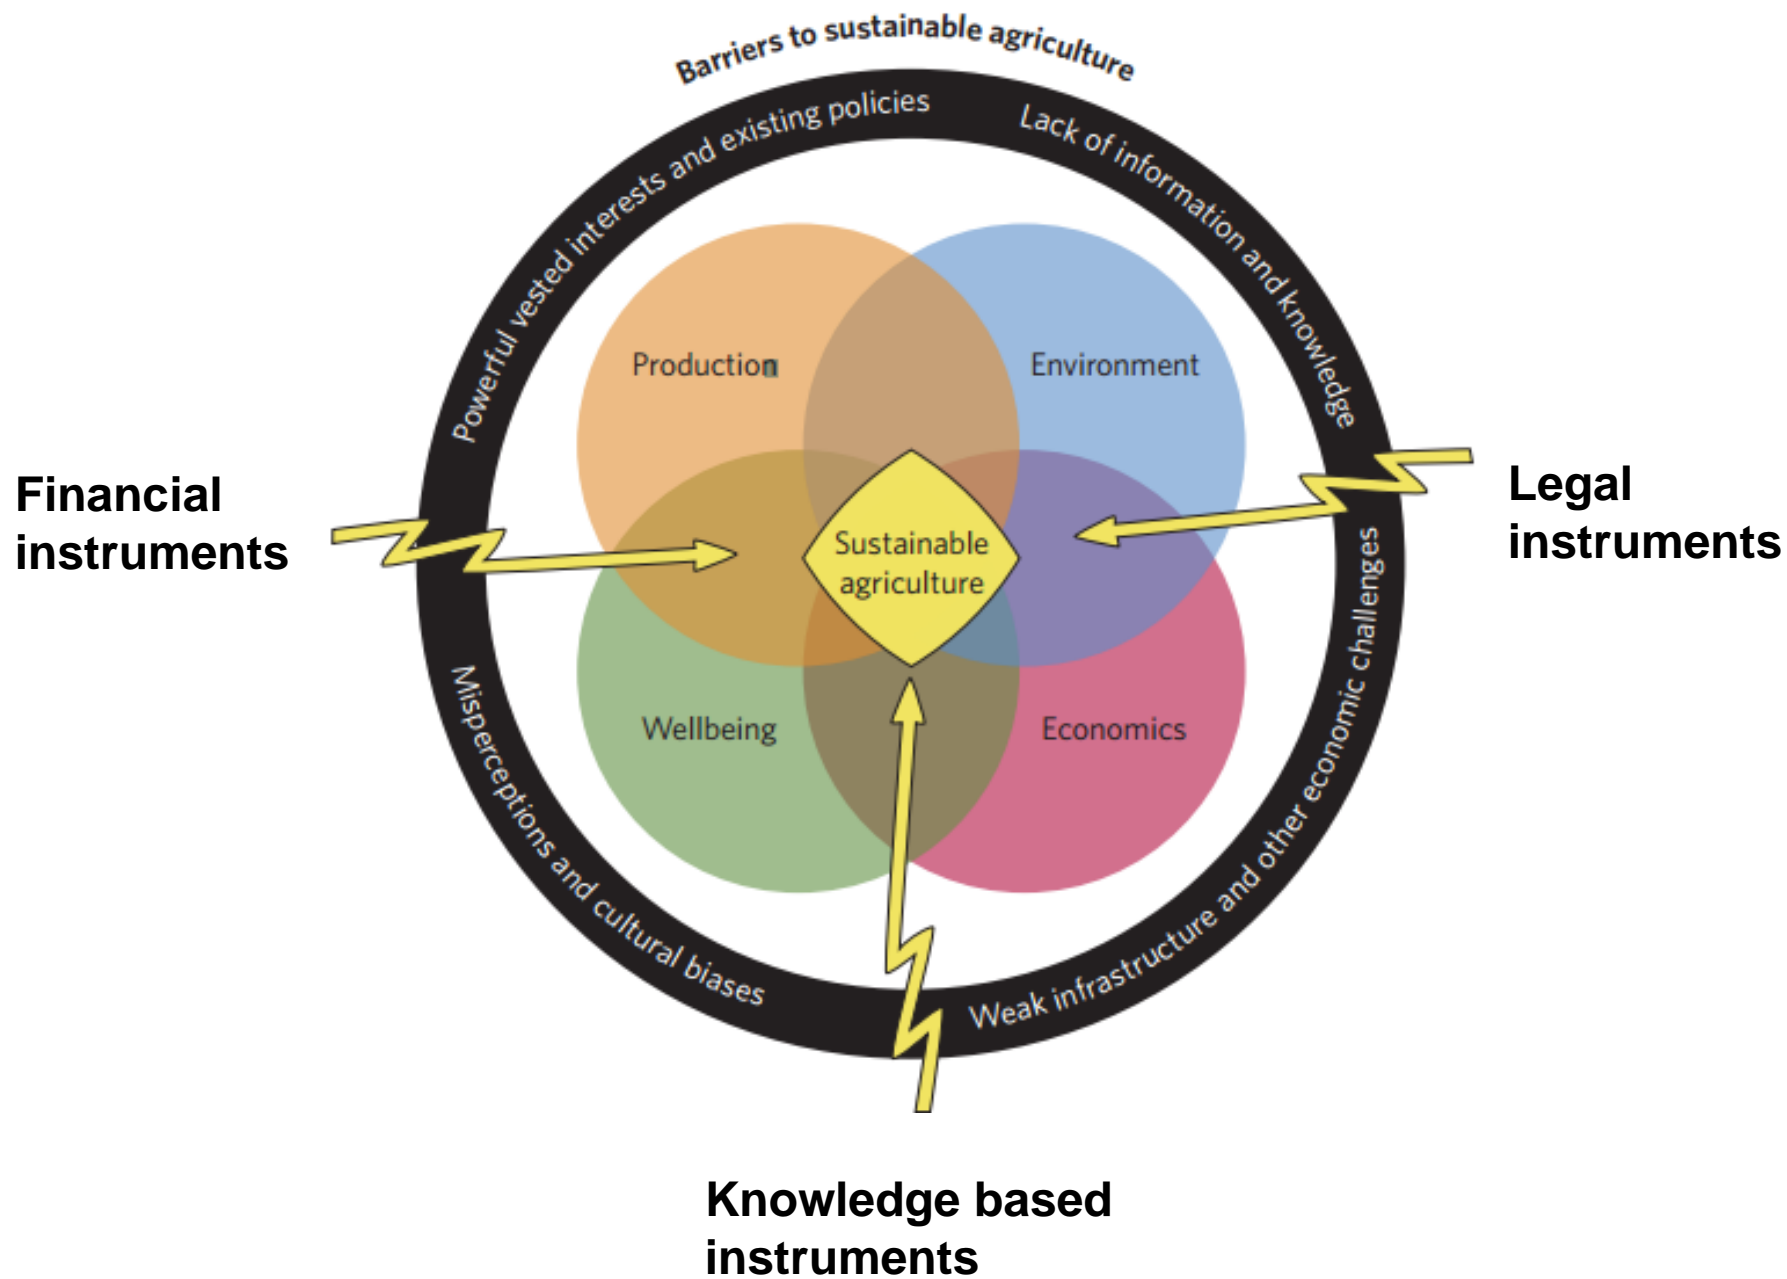 Barriers to sustainable agriculture
Powerful vested interests and existing policies
Lack of information and knowledge
Production
Environment
Financial
instruments
Legal
instruments
Sustainable
agriculture
Wellbeing
Economics
Misperceptions and cultural biases
Weak infrastructure and other economic challenges
Knowledge based
instruments